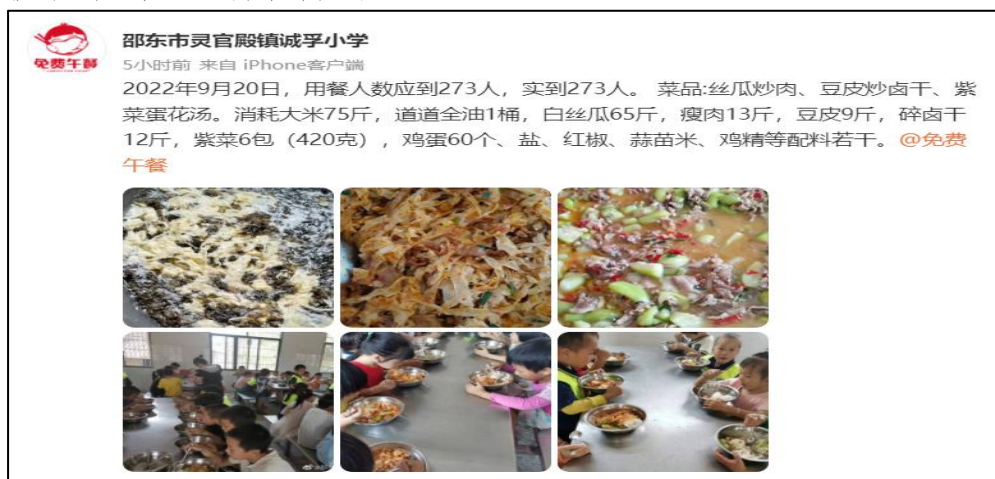 免费午餐
邵东市灵官殿镇诚孚小学
5小时前 来自 iPhone客户端
2022年9月20日，用餐人数应到273人，实到273人。 菜品:丝瓜炒肉、豆皮炒卤干、紫
菜蛋花汤。消耗大米75斤，道道全油1桶，白丝瓜65斤，瘦肉13斤，豆皮9斤，碎卤干
12斤，紫菜6包（420克），鸡蛋60个、盐、红椒、蒜苗米、鸡精等配料若干。@免费
午餐